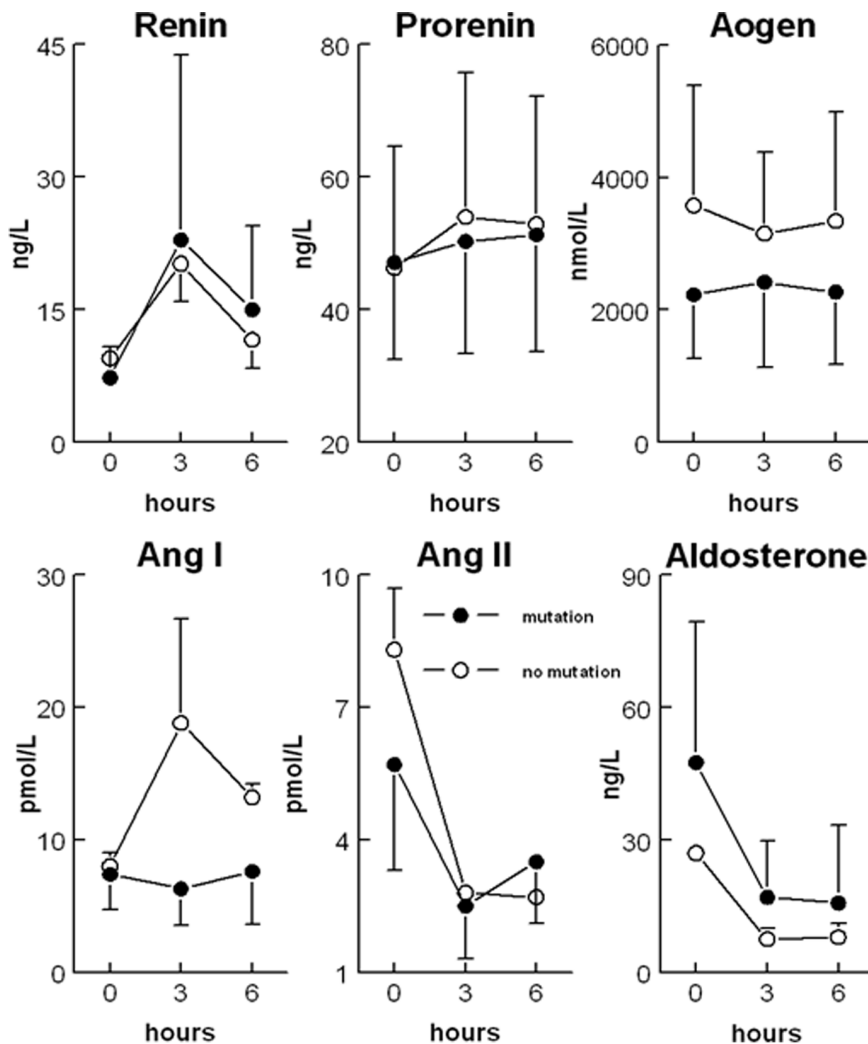 Renin Prorenin Aogen
45 80 6000
30 60 4000
ng/L ng/L nmol/L
15 40 2000
0 20 0
0 3 6 0 3 6 0 3 6
hours hours hours
Ang I Ang II Aldosterone
30 10 90
mutation
20 no mutation
7 60
pmol/L pmol/L ng/L
10 4 30
0 1 0
0 3 6 0 3 6 0 3 6
hours hours hours